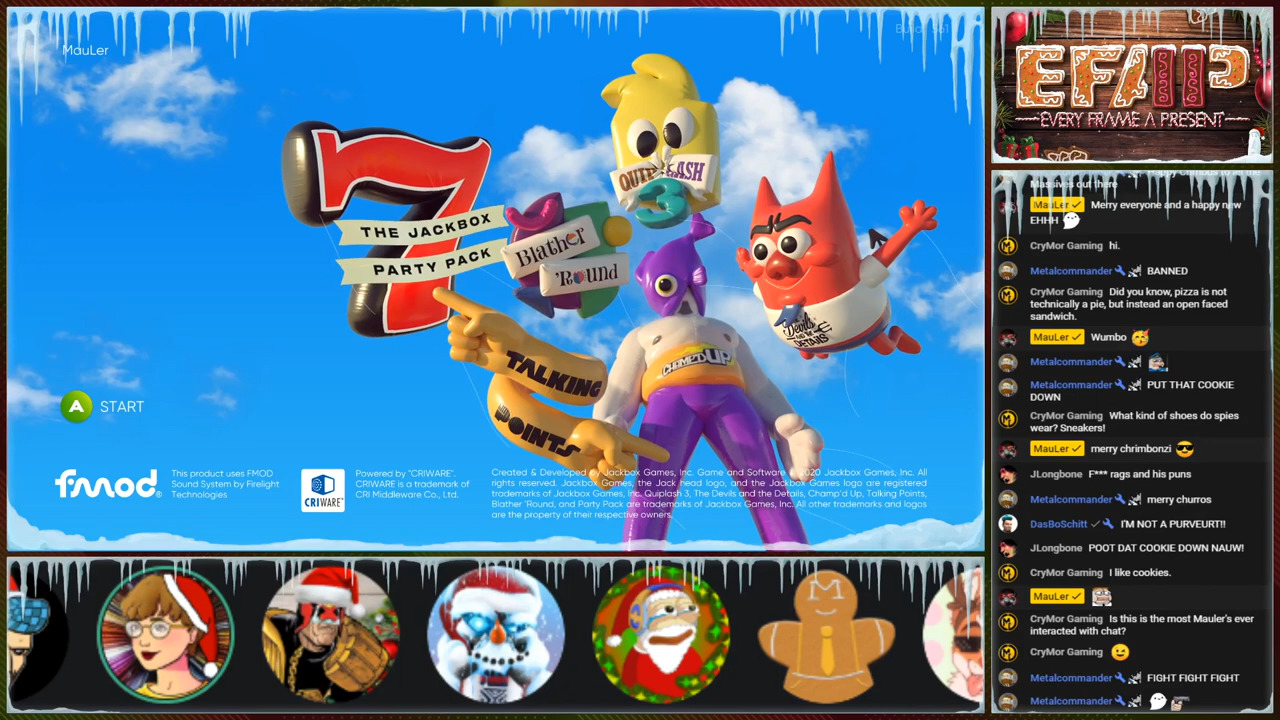 MauLer
THE JACKBOX
PARTY PACK
QUIPLASH
3
Blather
'Round
Devils
AND THE
DETAILS
CHAMP'D UP
TALKING
POINTS
A START
fmod®
This product uses FMOD
Sound System by Firelight
Technologies
CRIWARE
Powered by "CRIWARE".
CRIWARE is a trademark of
CRI Middleware Co., Ltd.
Created & Developed by Jackbox Games, Inc. Game and Software © 2020 Jackbox Games, Inc. All
rights reserved. Jackbox Games, the Jack head logo, and the Jackbox Games logo are registered
trademarks of Jackbox Games, Inc. Quiplash 3, The Devils and the Details, Champ'd Up, Talking Points,
Blather 'Round, and Party Pack are trademarks of Jackbox Games, Inc. All other trademarks and logos
are the property of their respective owners.
M
EFAP
EVERY FRAME A PRESENT
Massives out there
MauLer Merry everyone and a happy new
EHHH
CryMor Gaming hi.
Metalcommander BANNED
CryMor Gaming Did you know, pizza is not
technically a pie, but instead an open faced
sandwich.
MauLer Wumbo
Metalcommander
Metalcommander PUT THAT COOKIE
DOWN
CryMor Gaming What kind of shoes do spies
wear? Sneakers!
MauLer merry chrimbonzi
JLongbone F*** rags and his puns
Metalcommander merry churros
DasBoSchitt I'M NOT A PURVEURT!!
JLongbone POOT DAT COOKIE DOWN NAUW!
CryMor Gaming I like cookies.
MauLer
CryMor Gaming Is this is the most Mauler's ever
interacted with chat?
CryMor Gaming
Metalcommander FIGHT FIGHT FIGHT
Metalcommander